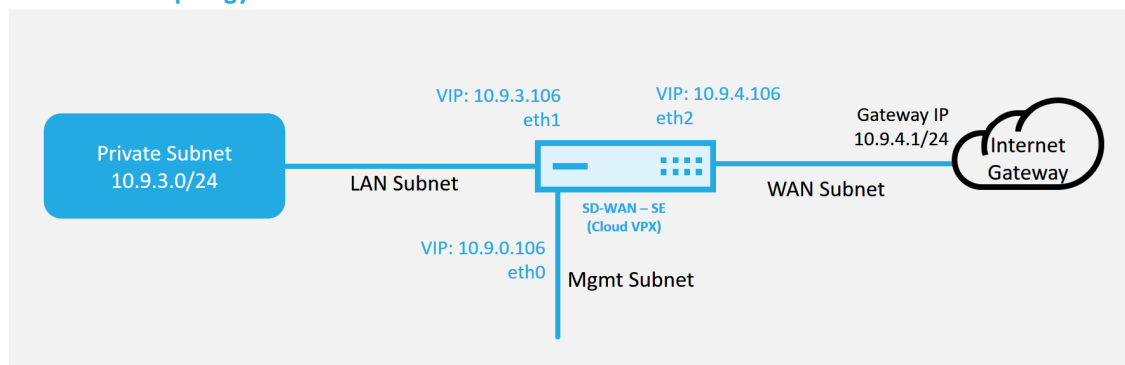 VIP: 10.9.3.106
eth1
VIP: 10.9.4.106
eth2
Gateway IP
10.9.4.1/24
Internet
Gateway
Private Subnet
10.9.3.0/24
LAN Subnet
WAN Subnet
SD-WAN – SE
(Cloud VPX)
VIP: 10.9.0.106
eth0
Mgmt Subnet